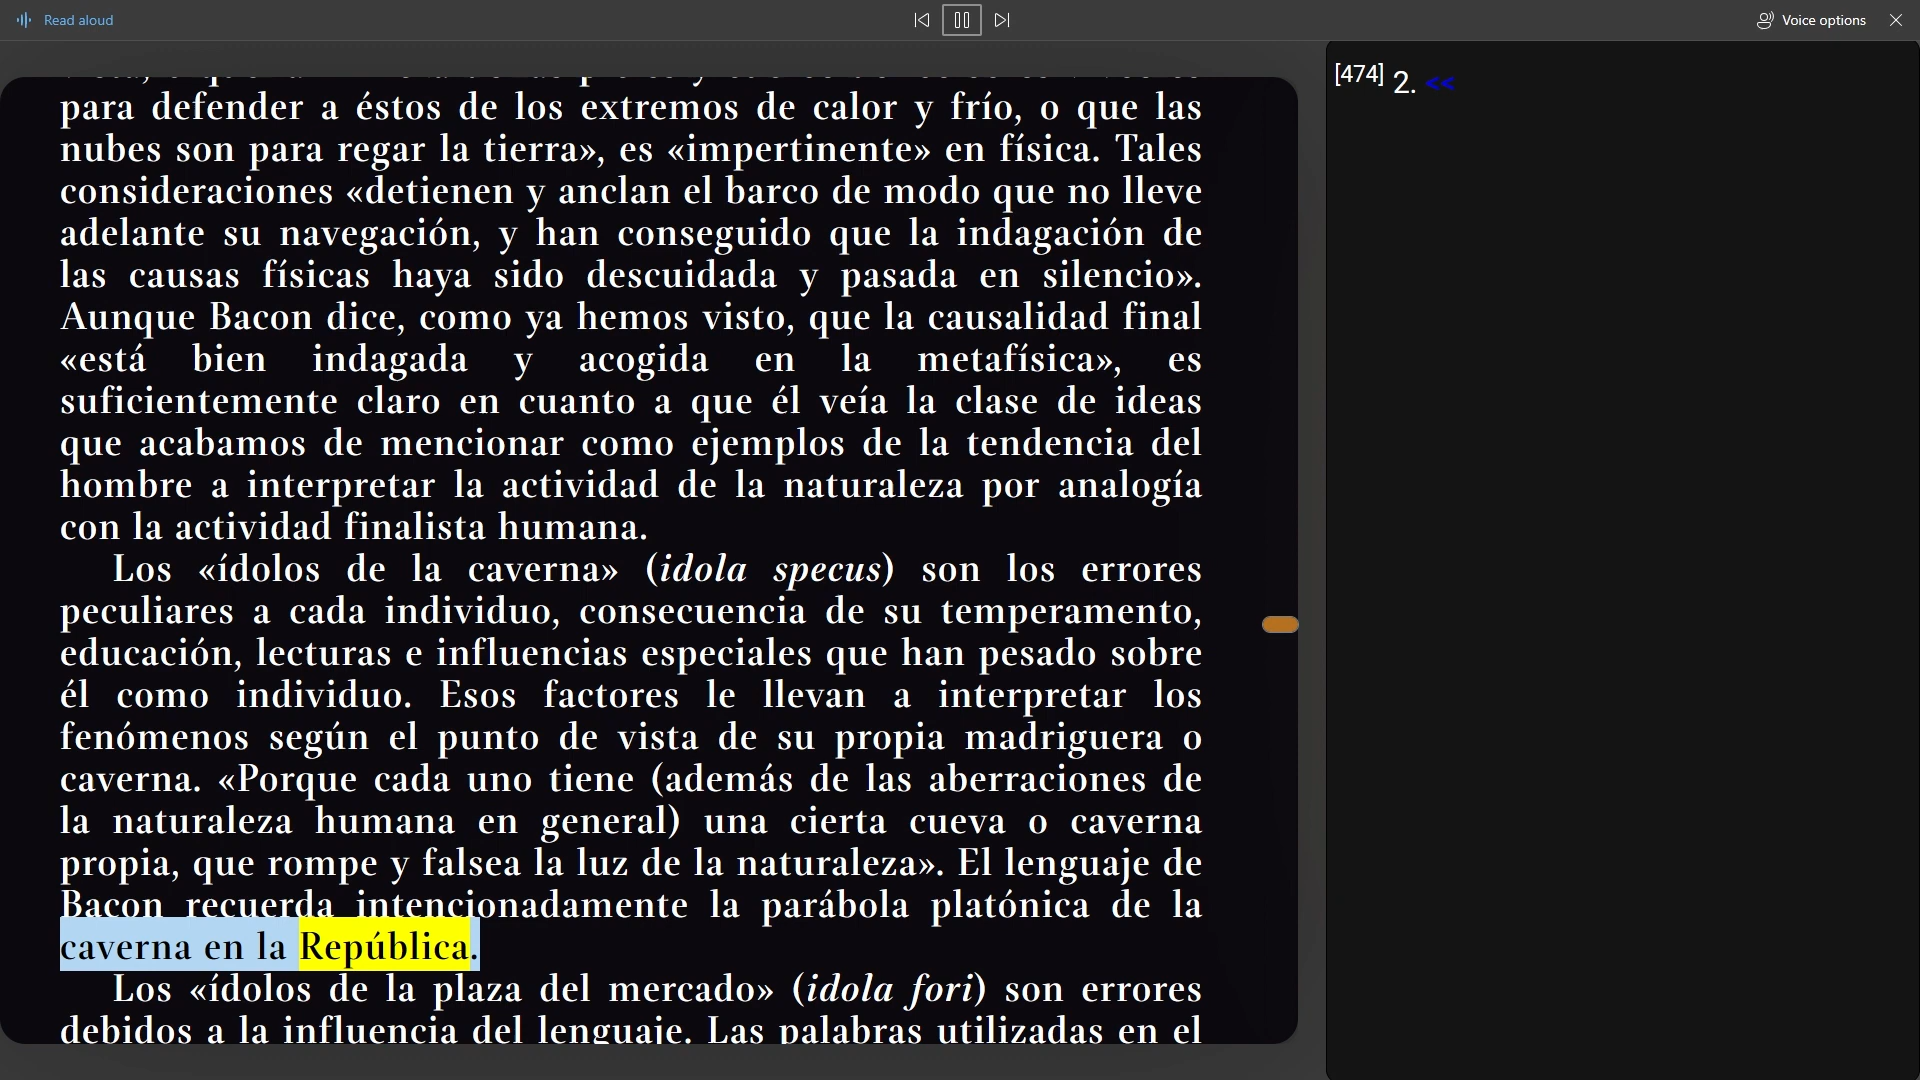 Read aloud
Voice options
para defender a éstos de los extremos de calor y frío, o que las
nubes son para regar la tierra», es «impertinente» en física. Tales
consideraciones «detienen y anclan el barco de modo que no lleve
adelante su navegación, y han conseguido que la indagación de
las causas físicas haya sido descuidada y pasada en silencio».
Aunque Bacon dice, como ya hemos visto, que la causalidad final
«está bien indagada y acogida en la metafísica», es
suficientemente claro en cuanto a que él veía la clase de ideas
que acabamos de mencionar como ejemplos de la tendencia del
hombre a interpretar la actividad de la naturaleza por analogía
con la actividad finalista humana.
Los «ídolos de la caverna» (idola specus) son los errores
peculiares a cada individuo, consecuencia de su temperamento,
educación, lecturas e influencias especiales que han pesado sobre
él como individuo. Esos factores le llevan a interpretar los
fenómenos según el punto de vista de su propia madriguera o
caverna. «Porque cada uno tiene (además de las aberraciones de
la naturaleza humana en general) una cierta cueva o caverna
propia, que rompe y falsea la luz de la naturaleza». El lenguaje de
Bacon recuerda intencionadamente la parábola platónica de la
caverna en la República.
Los «ídolos de la plaza del mercado» (idola fori) son errores
debidos a la influencia del lenguaje. Las palabras utilizadas en el
[474] 2. <<